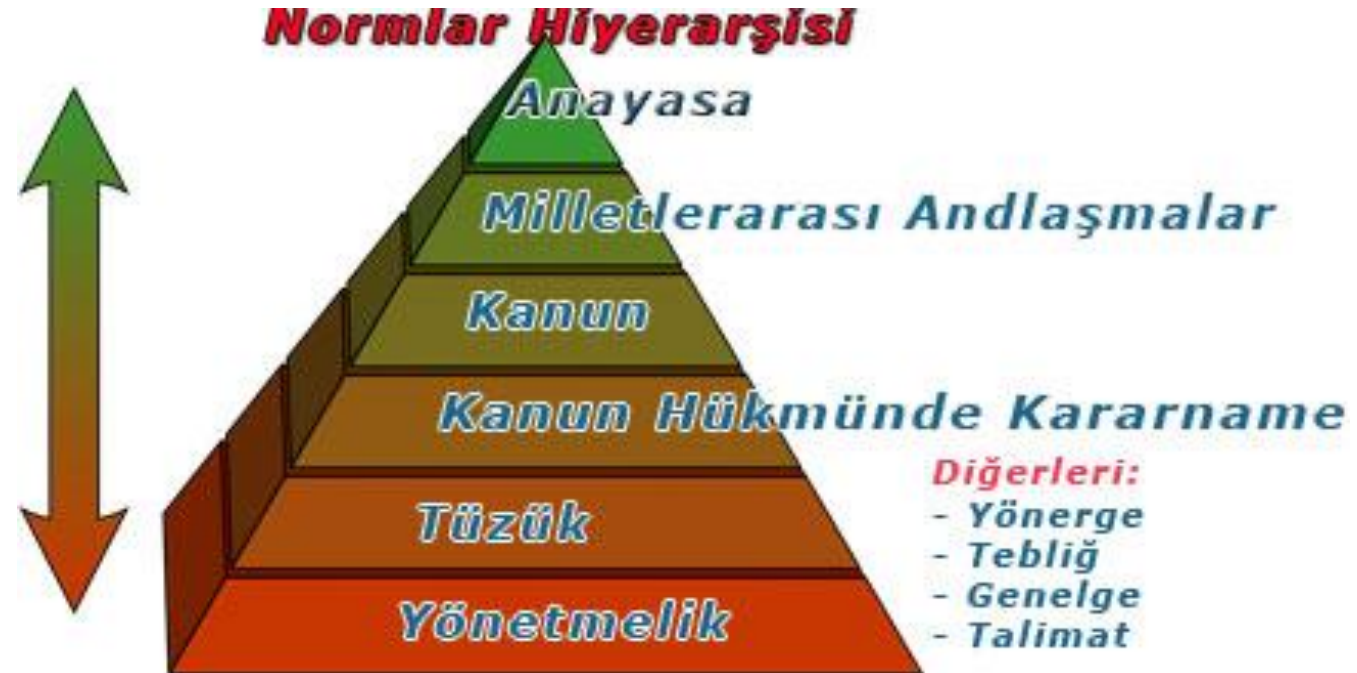 Normlar Hiyerarşisi
Anayasa
Milletlerarası Andlaşmalar
Kanun
Kanun Hükmünde Kararname
Tüzük
Yönetmelik
Diğerleri:
- Yönerge
- Tebliğ
- Genelge
- Talimat